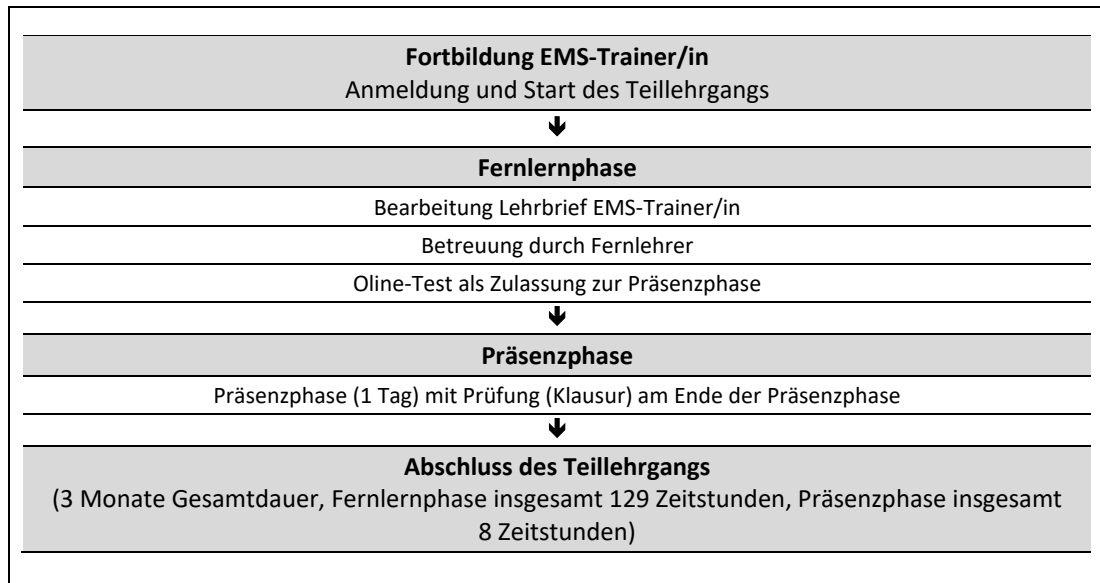 Fortbildung EMS-Trainer/in
Anmeldung und Start des Teillehrgangs
Fernlernphase
Bearbeitung Lehrbrief EMS-Trainer/in
Betreuung durch Fernlehrer
Oline-Test als Zulassung zur Präsenzphase
Präsenzphase
Präsenzphase (1 Tag) mit Prüfung (Klausur) am Ende der Präsenzphase
Abschluss des Teillehrgangs
(3 Monate Gesamtdauer, Fernlernphase insgesamt 129 Zeitstunden, Präsenzphase insgesamt
8 Zeitstunden)